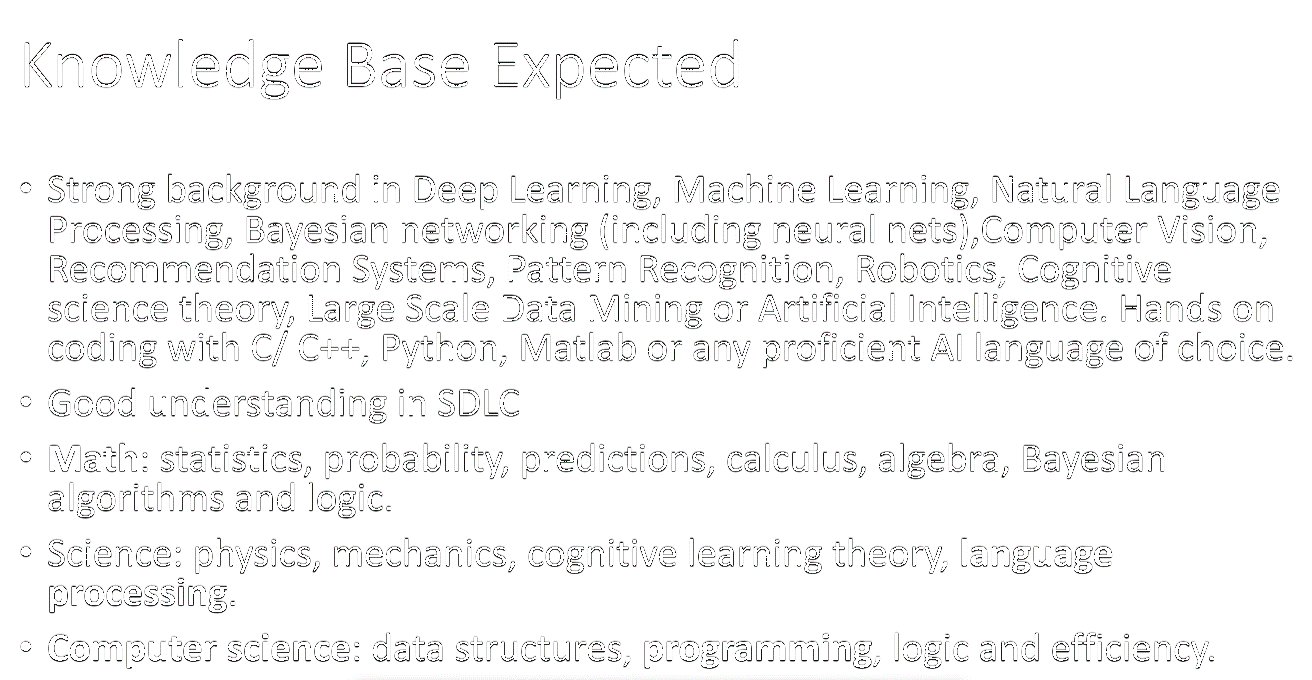 Knowledge Base Expected
• Strong background in Deep Learning, Machine Learning, Natural Language
Processing, Bayesian networking (including neural nets),Computer Vision,
Recommendation Systems, Pattern Recognition, Robotics, Cognitive
science theory, Large Scale Data Mining or Artificial Intelligence. Hands on
coding with C/ C++, Python, Matlab or any proficient AI language of choice.
• Good understanding in SDLC
• Math: statistics, probability, predictions, calculus, algebra, Bayesian
algorithms and logic.
• Science: physics, mechanics, cognitive learning theory, language
processing.
• Computer science: data structures, programming, logic and efficiency.